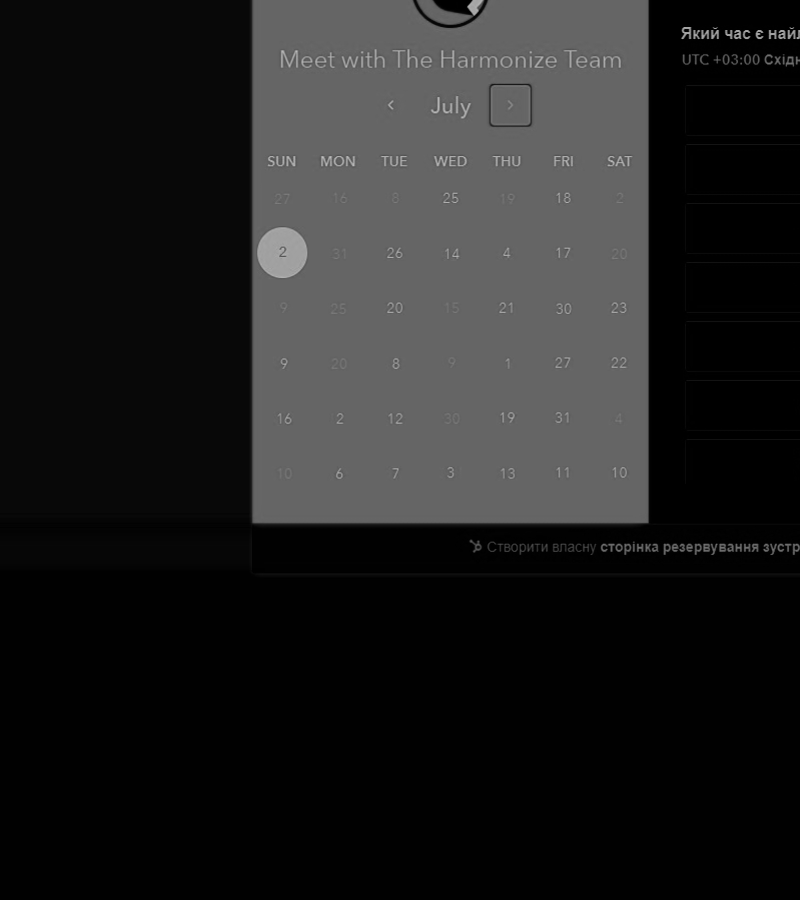 Meet with The Harmonize Team
July
SUN MON TUE WED THU FRI SAT
27 16 8 25 19 18 2
2 31 26 14 4 17 20
9 25 20 15 21 30 23
9 20 8 9 1 27 22
16 2 12 30 19 31 4
10 6 7 3 13 11 10
Який час є
UTC +03:00
Створити власну сторінка резервування